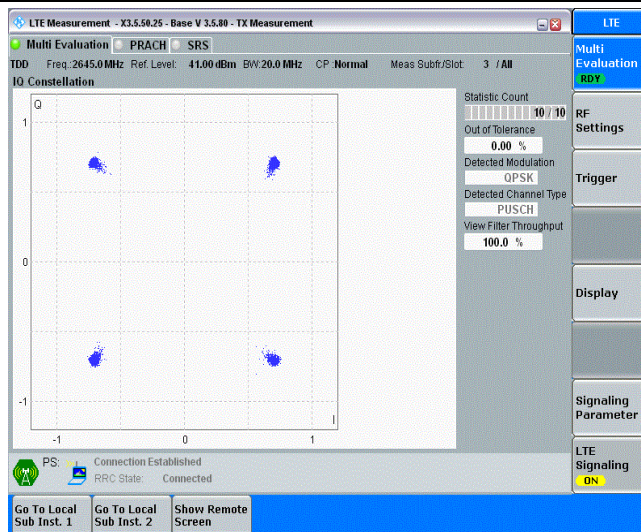 LTE Measurement - X3.5.50.25 - Base V 3.5.80 - TX Measurement
LTE
Multi Evaluation PRACH SRS
TDD Freq.:2645.0 MHz Ref. Level: 41.00 dBm BW:20.0 MHz CP :Normal Meas Subfr./Slot: 3 / All
IQ Constellation
Q
1
0
-1
-1 0 1
I
Statistic Count
10 / 10
Out of Tolerance
0.00 %
Detected Modulation
QPSK
Detected Channel Type
PUSCH
View Filter Throughput
100.0 %
Multi
Evaluation
RDY
RF
Settings
Trigger
Display
Signaling
Parameter
LTE
Signaling
ON
PS: Connection Established
RRC State: Connected
Go To Local
Sub Inst. 1
Go To Local
Sub Inst. 2
Show Remote
Screen